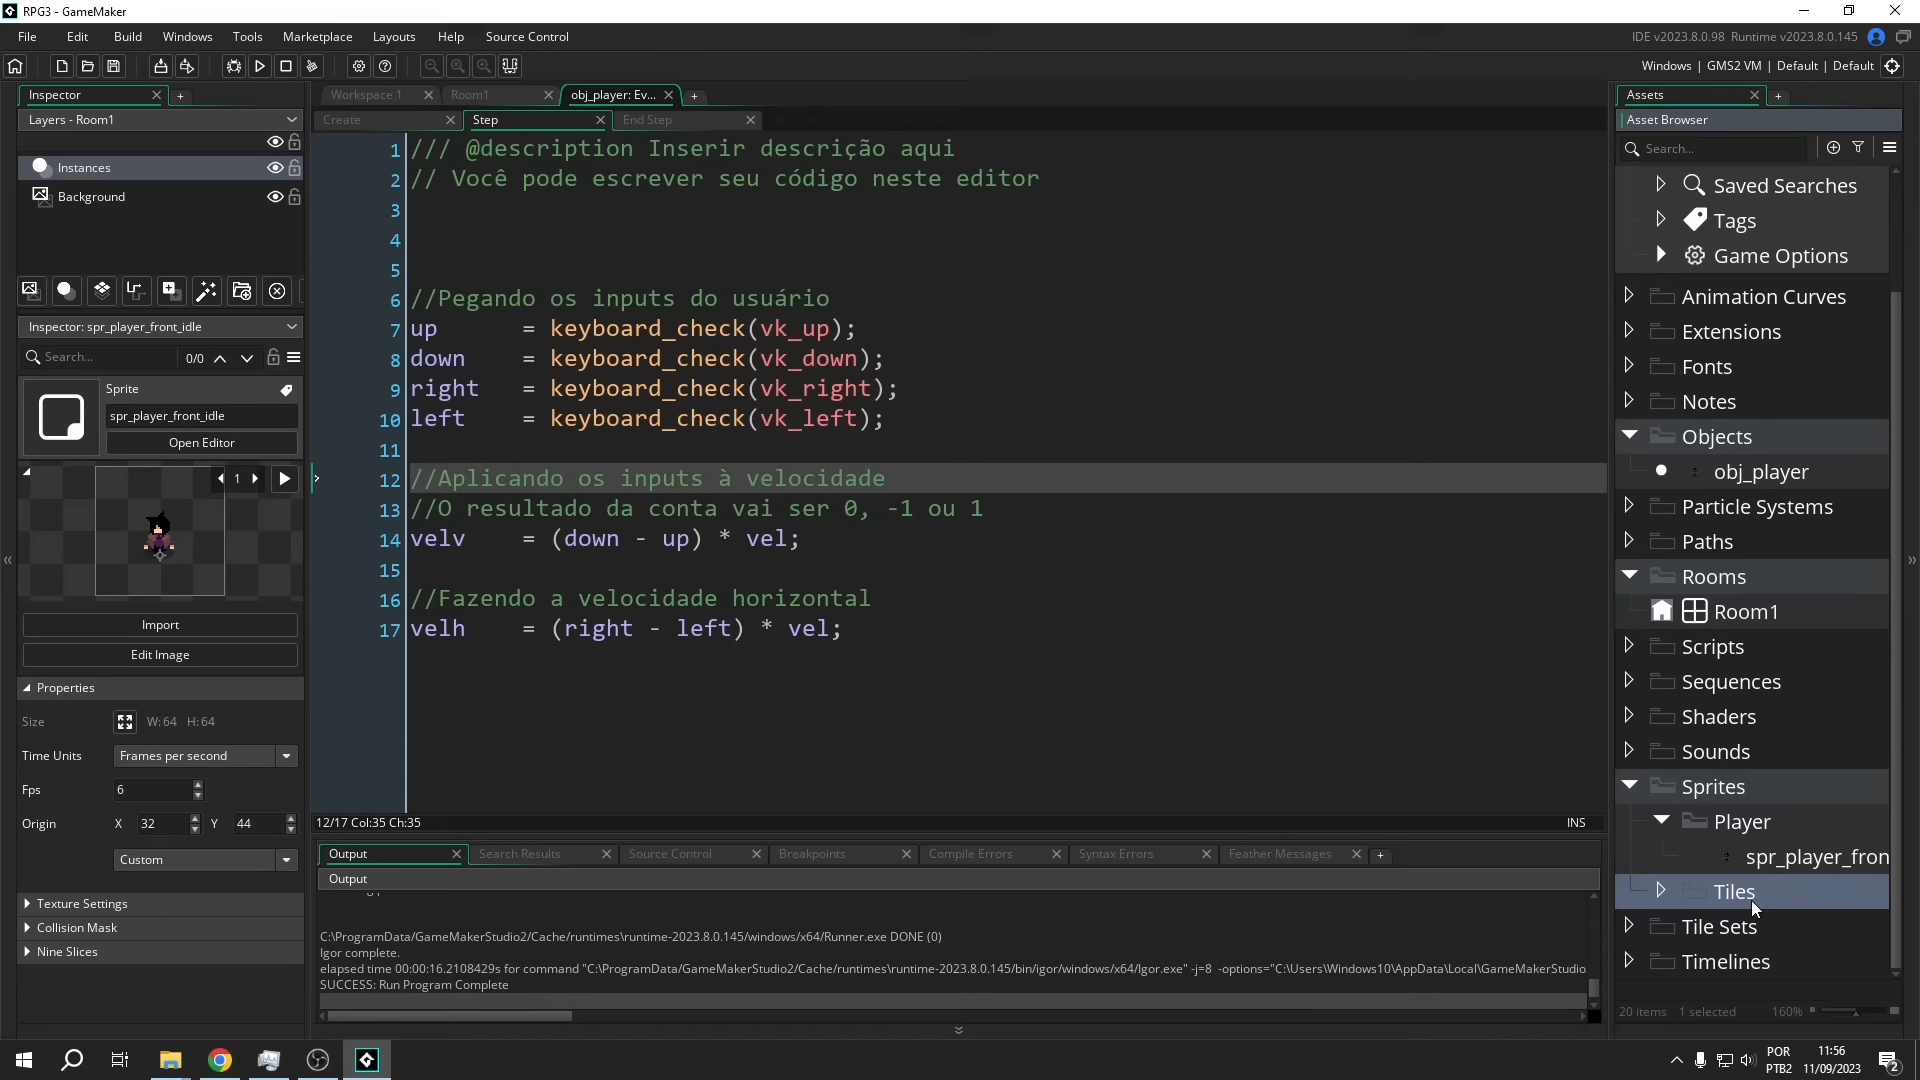 RPG3 - GameMaker
File Edit Build Windows Tools Marketplace Layouts Help Source Control
IDE v2023.8.0.98 Runtime v2023.8.0.145
Windows | GMS2 VM | Default | Default
Inspector
Layers - Room1
Instances
Background
Inspector: spr_player_front_idle
Search...
0/0
Sprite
spr_player_front_idle
Open Editor
1
Import
Edit Image
Properties
Size W: 64 H: 64
Time Units Frames per second
Fps 6
Origin X 32 Y 44
Custom
Texture Settings
Collision Mask
Nine Slices
Workspace 1 Room1 obj_player: Ev...
Create Step End Step
1 /// @description Inserir descrição aqui
2 // Você pode escrever seu código neste editor
3
4
5
6 //Pegando os inputs do usuário
7 up = keyboard_check(vk_up);
8 down = keyboard_check(vk_down);
9 right = keyboard_check(vk_right);
10 left = keyboard_check(vk_left);
11
12 //Aplicando os inputs à velocidade
13 //O resultado da conta vai ser 0, -1 ou 1
14 velv = (down - up) * vel;
15
16 //Fazendo a velocidade horizontal
17 velh = (right - left) * vel;
12/17 Col:35 Ch:35
INS
Output Search Results Source Control Breakpoints Compile Errors Syntax Errors Feather Messages
Output
C:\ProgramData/GameMakerStudio2/Cache/runtimes\runtime-2023.8.0.145/windows/x64/Runner.exe DONE (0)
Igor complete.
elapsed time 00:00:16.2108429s for command "C:\ProgramData/GameMakerStudio2/Cache/runtimes\runtime-2023.8.0.145/bin/igor/windows/x64/Igor.exe" -j=8 -options="C:\Users\Windows10\AppData\Local\GameMakerStudio
SUCCESS: Run Program Complete
Assets
Asset Browser
Search...
Saved Searches
Tags
Game Options
Animation Curves
Extensions
Fonts
Notes
Objects
obj_player
Particle Systems
Paths
Rooms
Room1
Scripts
Sequences
Shaders
Sounds
Sprites
Player
spr_player_fron
Tiles
Tile Sets
Timelines
20 items 1 selected 160%
POR
PTB2
11:56
11/09/2023
2